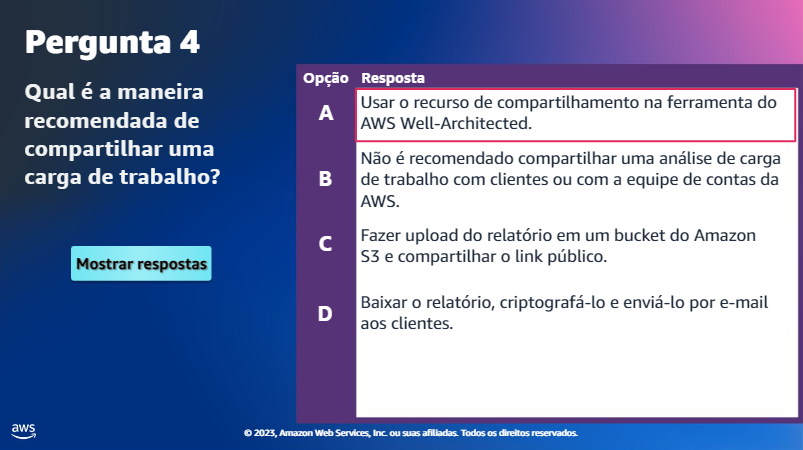 Pergunta 4
Qual é a maneira
recomendada de
compartilhar uma
carga de trabalho?
Mostrar respostas
Opção Resposta
A
Usar o recurso de compartilhamento na ferramenta do
AWS Well-Architected.
B
Não é recomendado compartilhar uma análise de carga
de trabalho com clientes ou com a equipe de contas da
AWS.
C
Fazer upload do relatório em um bucket do Amazon
S3 e compartilhar o link público.
D
Baixar o relatório, criptografá-lo e enviá-lo por e-mail
aos clientes.
aws
© 2023, Amazon Web Services, Inc. ou suas afiliadas. Todos os direitos reservados.